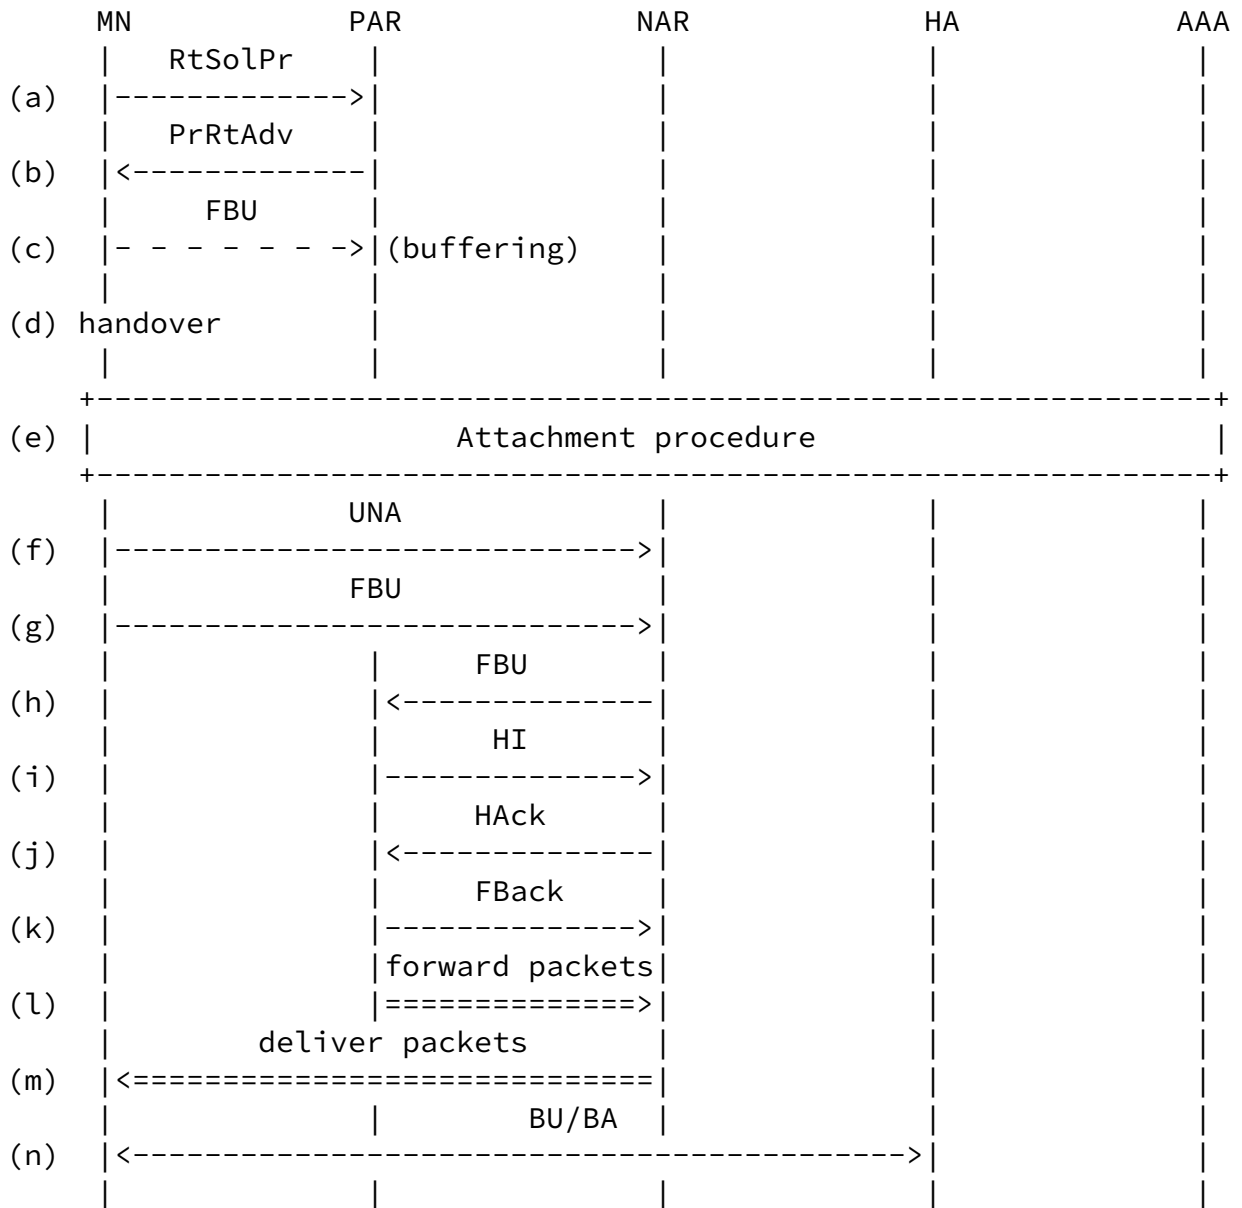 MN PAR NAR HA AAA
| RtSolPr | | | |
(a) |------------->| | | |
| PrRtAdv | | | |
(b) |<-------------| | | |
| FBU | | | |
(c) |- - - - - - ->|(buffering) | | |
| | | | |
(d) handover | | | |
| | | | |
+--------------------------------------------------------------+
(e) | Attachment procedure |
+--------------------------------------------------------------+
| UNA | | |
(f) |----------------------------->| | |
| FBU | | |
(g) |----------------------------->| | |
| | FBU | | |
(h) | |<--------------| | |
| | HI | | |
(i) | |-------------->| | |
| | HAck | | |
(j) | |<--------------| | |
| | FBack | | |
(k) | |-------------->| | |
| |forward packets| | |
(l) | |==============>| | |
| deliver packets | | |
(m) |<=============================| | |
| | BU/BA | | |
(n) |<------------------------------------------->| |
| | | | |